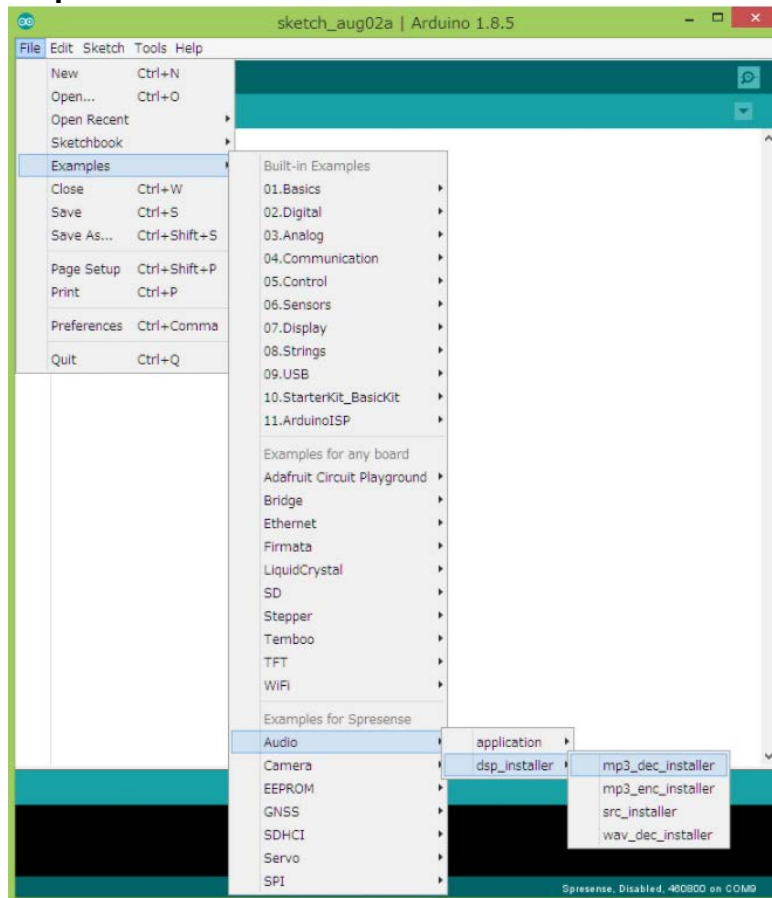 sketch_aug02a | Arduino 1.8.5
File Edit Sketch Tools Help
New Ctrl+N
Open... Ctrl+O
Open Recent
Sketchbook
Examples
Close Ctrl+W
Save Ctrl+S
Save As... Ctrl+Shift+S
Page Setup Ctrl+Shift+P
Print Ctrl+P
Preferences Ctrl+Comma
Quit Ctrl+Q
Built-in Examples
01.Basics
02.Digital
03.Analog
04.Communication
05.Control
06.Sensors
07.Display
08.Strings
09.USB
10.StarterKit_BasicKit
11.ArduinoISP
Examples for any board
Adafruit Circuit Playground
Bridge
Ethernet
Firmata
LiquidCrystal
SD
Stepper
Temboo
TFT
WiFi
Examples for Spresense
Audio
Camera
EEPROM
GNSS
SDHCI
Servo
SPI
application
dsp_installer
mp3_dec_installer
mp3_enc_installer
src_installer
wav_dec_installer
Spresense, Disabled, 460800 on COM9